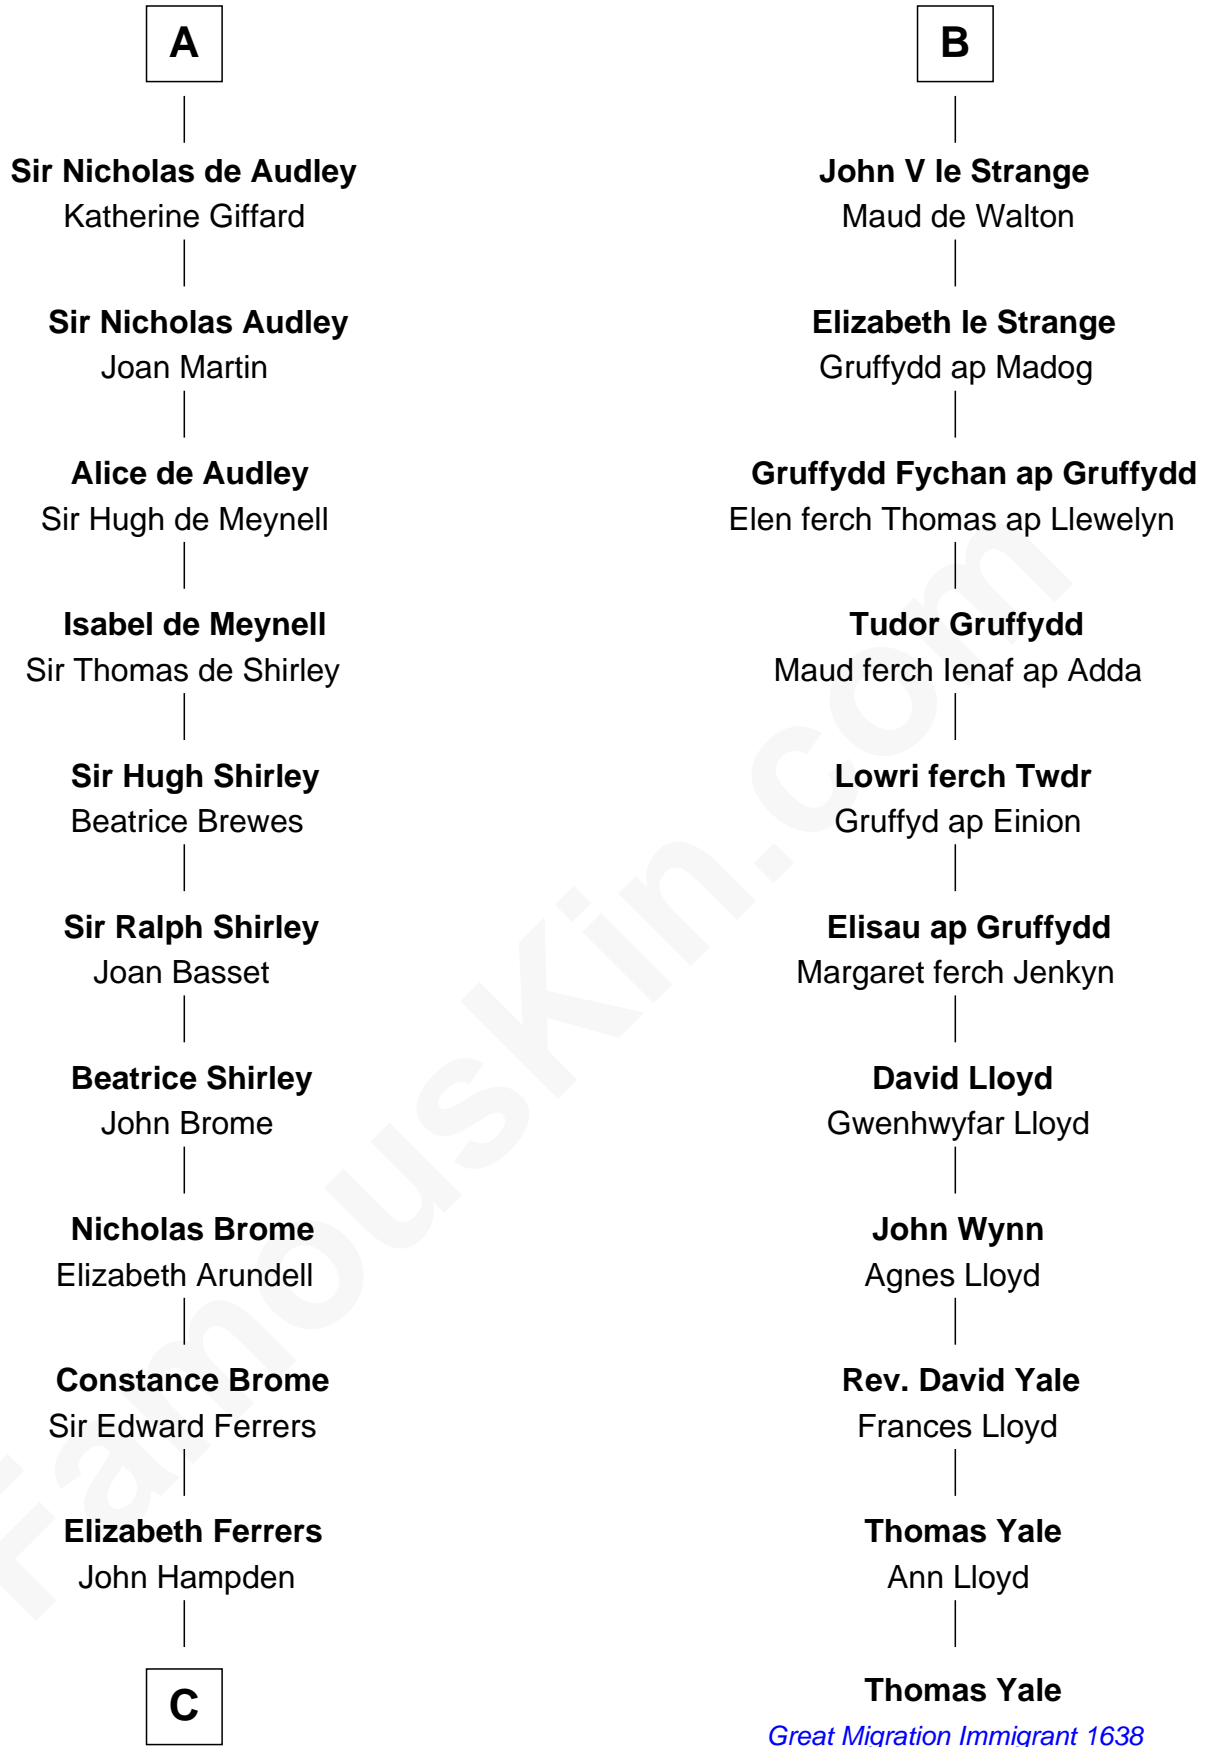 A
Sir Nicholas de Audley
Katherine Giffard
Sir Nicholas Audley
Joan Martin
Alice de Audley
Sir Hugh de Meynell
Isabel de Meynell
Sir Thomas de Shirley
Sir Hugh Shirley
Beatrice Brewes
Sir Ralph Shirley
Joan Basset
Beatrice Shirley
John Brome
Nicholas Brome
Elizabeth Arundell
Constance Brome
Sir Edward Ferrers
Elizabeth Ferrers
John Hampden
C
B
John V le Strange
Maud de Walton
Elizabeth le Strange
Gruffydd ap Madog
Gruffydd Fychan ap Gruffydd
Elen ferch Thomas ap Llewelyn
Tudor Gruffydd
Maud ferch Ienaf ap Adda
Lowri ferch Twdr
Gruffyd ap Einion
Elisau ap Gruffydd
Margaret ferch Jenkyn
David Lloyd
Gwenhwyfar Lloyd
John Wynn
Agnes Lloyd
Rev. David Yale
Frances Lloyd
Thomas Yale
Ann Lloyd
Thomas Yale
Great Migration Immigrant 1638
FamousKin.com